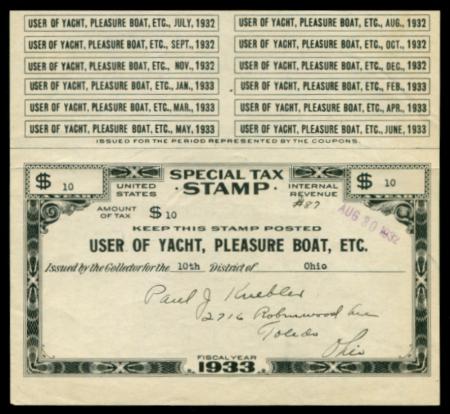 USER OF YACHT, PLEASURE BOAT, ETC., JULY, 1932 USER OF YACHT, PLEASURE BOAT, ETC., AUG., 1932
USER OF YACHT, PLEASURE BOAT, ETC., SEPT., 1932 USER OF YACHT, PLEASURE BOAT, ETC., OCT., 1932
USER OF YACHT, PLEASURE BOAT, ETC., NOV., 1932 USER OF YACHT, PLEASURE BOAT, ETC., DEC., 1932
USER OF YACHT, PLEASURE BOAT, ETC., JAN., 1933 USER OF YACHT, PLEASURE BOAT, ETC., FEB., 1933
USER OF YACHT, PLEASURE BOAT, ETC., MAR., 1933 USER OF YACHT, PLEASURE BOAT, ETC., APR., 1933
USER OF YACHT, PLEASURE BOAT, ETC., MAY, 1933 USER OF YACHT, PLEASURE BOAT, ETC., JUNE, 1933
ISSUED FOR THE PERIOD REPRESENTED BY THE COUPONS.
SPECIAL TAX
$ 10 UNITED STATES · STAMP · INTERNAL REVENUE $ 10
YEAR YEAR
#87
AMOUNT OF TAX $ 10
AUG 30 1932
KEEP THIS STAMP POSTED
USER OF YACHT, PLEASURE BOAT, ETC.
Issued by the Collector for the 10th District of Ohio
Paul J Kuebler
2716 Robinwood Ave
Toledo
Ohio
FISCAL YEAR
1933